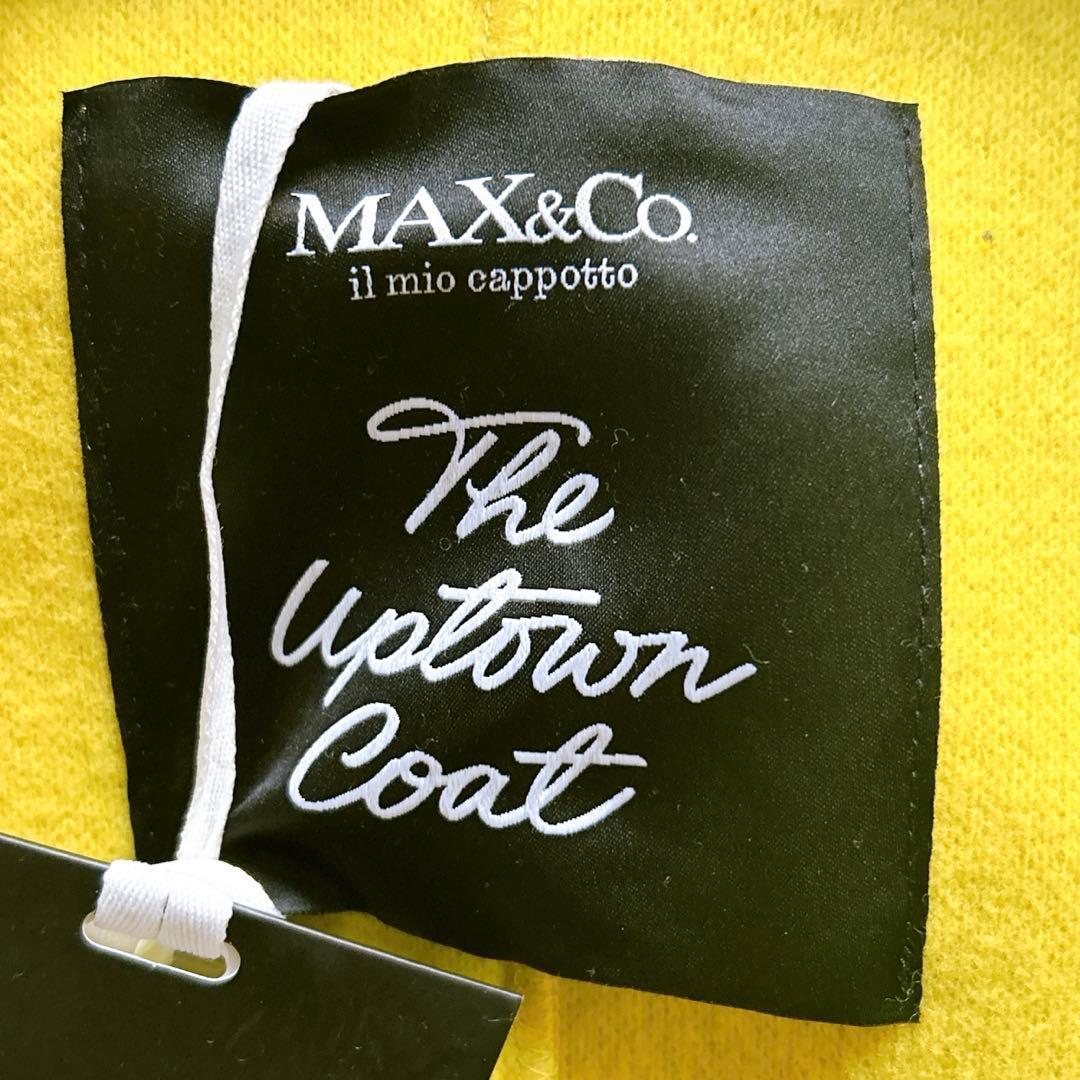 MAX&Co.
il mio cappotto
The
Uptown
Coat